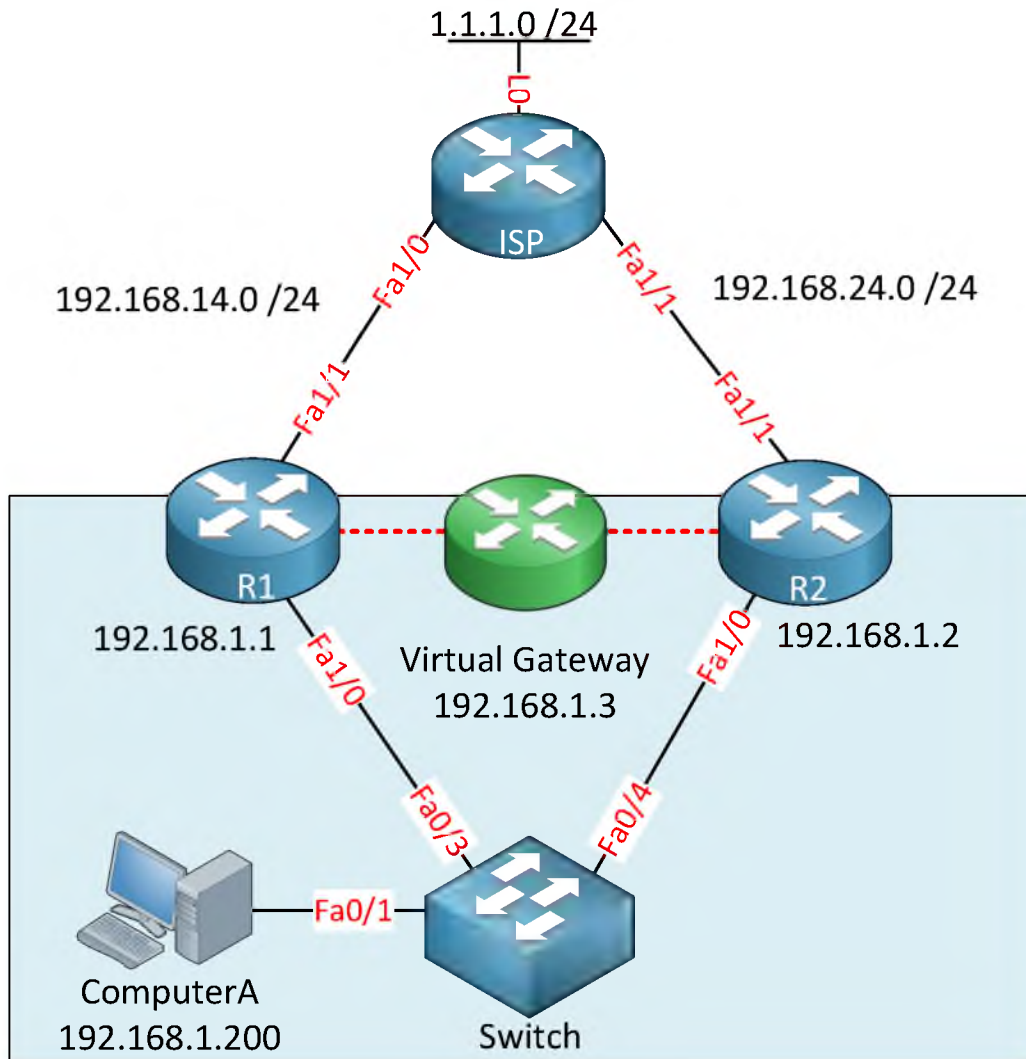 1.1.1.0 /24
L0
ISP
Fa1/0
Fa1/1
192.168.14.0 /24
192.168.24.0 /24
Fa1/1
Fa1/1
R1
R2
192.168.1.1
192.168.1.2
Virtual Gateway
192.168.1.3
Fa1/0
Fa1/0
Fa0/3
Fa0/4
Fa0/1
ComputerA
192.168.1.200
Switch